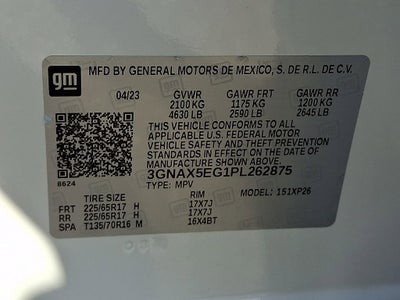 gm
MFD BY GENERAL MOTORS DE MEXICO, S. DE R.L. DE C.V.
04/23 GVWR GAWR FRT GAWR RR
2100 KG 1175 KG 1200 KG
4630 LB 2590 LB 2645 LB
THIS VEHICLE CONFORMS TO ALL
APPLICABLE U.S. FEDERAL MOTOR
VEHICLE SAFETY AND THEFT PREVENTION
STANDARDS IN EFFECT ON THE DATE OF
MANUFACTURE SHOWN ABOVE.
3GNAX5EG1PL262875
8624 TYPE: MPV MODEL: 151XP26
TIRE SIZE RIM
FRT 225/65R17 H 17X7J
RR 225/65R17 H 17X7J
SPA T135/70R16 M 16X4BT